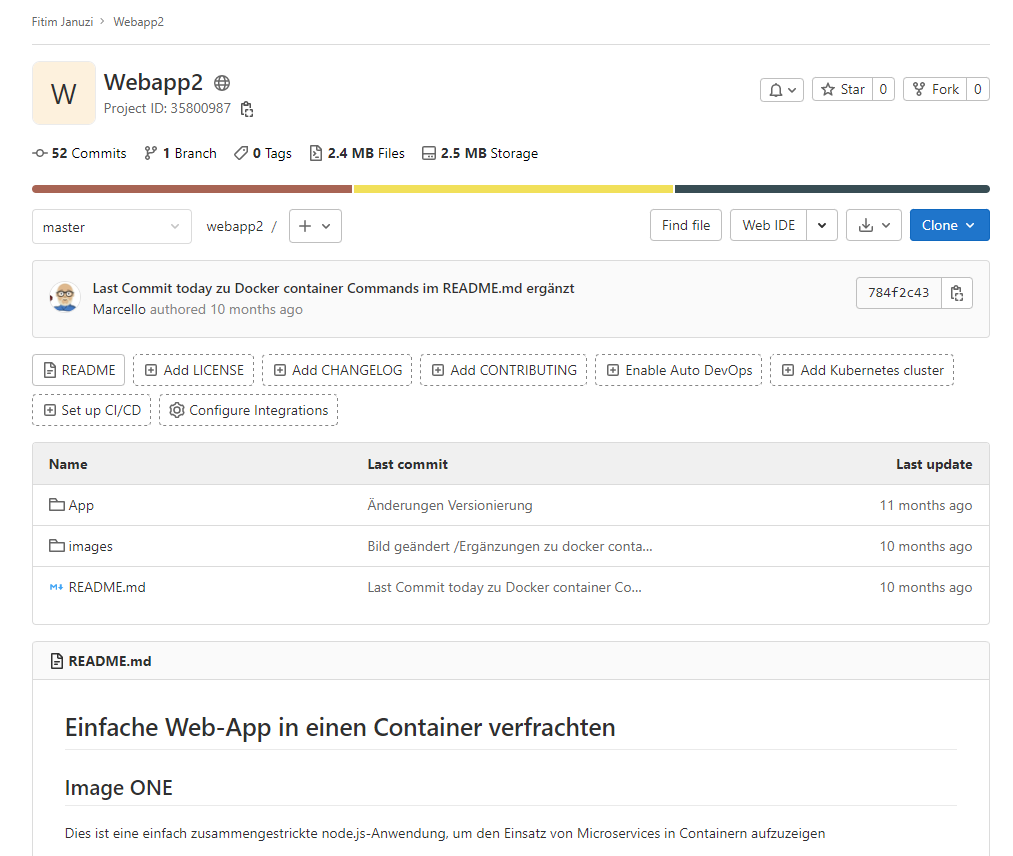 Fitim Januzi › Webapp2
W
Webapp2
Project ID: 35800987
Star 0 Fork 0
52 Commits 1 Branch 0 Tags 2.4 MB Files 2.5 MB Storage
master webapp2 / + Find file Web IDE Clone
Last Commit today zu Docker container Commands im README.md ergänzt
Marcello authored 10 months ago
784f2c43
README Add LICENSE Add CHANGELOG Add CONTRIBUTING Enable Auto DevOps Add Kubernetes cluster
Set up CI/CD Configure Integrations
Name Last commit Last update
App Änderungen Versionierung 11 months ago
images Bild geändert /Ergänzungen zu docker conta... 10 months ago
README.md Last Commit today zu Docker container Co... 10 months ago
README.md
Einfache Web-App in einen Container verfrachten
Image ONE
Dies ist eine einfach zusammengestrickte node.js-Anwendung, um den Einsatz von Microservices in Containern aufzuzeigen